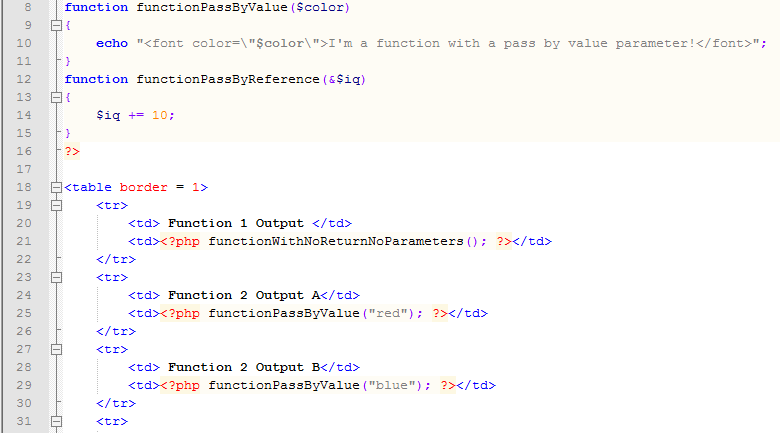 8 function functionPassByValue($color)
9 {
10 echo "<font color=\"$color\">I'm a function with a pass by value parameter!</font>";
11 }
12 function functionPassByReference(&$iq)
13 {
14 $iq += 10;
15 }
16 ?>
17
18 <table border = 1>
19 <tr>
20 <td> Function 1 Output </td>
21 <td><?php functionWithNoReturnNoParameters(); ?></td>
22 </tr>
23 <tr>
24 <td> Function 2 Output A</td>
25 <td><?php functionPassByValue("red"); ?></td>
26 </tr>
27 <tr>
28 <td> Function 2 Output B</td>
29 <td><?php functionPassByValue("blue"); ?></td>
30 </tr>
31 <tr>